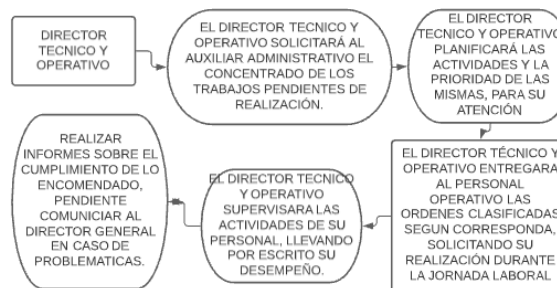 DIRECTOR
TECNICO Y
OPERATIVO
EL DIRECTOR TECNICO Y
OPERATIVO SOLICITARÁ AL
AUXILIAR ADMINISTRATIVO EL
CONCENTRADO DE LOS
TRABAJOS PENDIENTES DE
REALIZACIÓN.
EL DIRECTOR
TECNICO Y OPERATIVO
PLANIFICARÁ LAS
ACTIVIDADES Y LA
PRIORIDAD DE LAS
MISMAS, PARA SU
ATENCIÓN
EL DIRECTOR TÉCNICO Y
OPERATIVO ENTREGARA
AL PERSONAL
OPERATIVO LAS
ORDENES CLASIFICADAS
SEGUN CORRESPONDA,
SOLICITANDO SU
REALIZACIÓN DURANTE
LA JORNADA LABORAL
EL DIRECTOR TECNICO
Y OPERATIVO
SUPERVISARA LAS
ACTIVIDADES DE SU
PERSONAL, LLEVANDO
POR ESCRITO SU
DESEMPEÑO.
REALIZAR
INFORMES SOBRE EL
CUMPLIMIENTO DE LO
ENCOMENDADO,
PENDIENTE
COMUNICIAR AL
DIRECTOR GENERAL
EN CASO DE
PROBLEMATICAS.